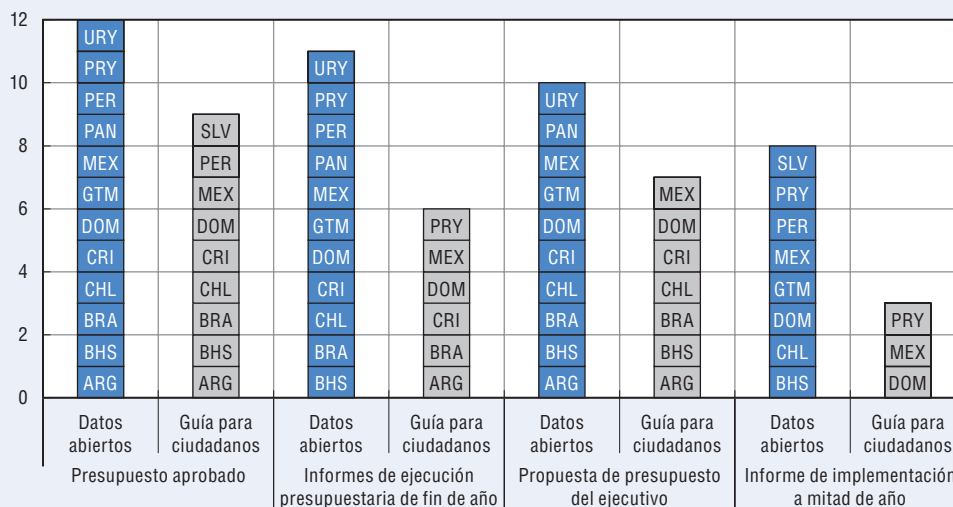 12
10
8
6
4
2
0
URY
PRY
PER
PAN
MEX
GTM
DOM
CRI
CHL
BRA
BHS
ARG
SLV
PER
MEX
DOM
CRI
CHL
BRA
BHS
ARG
URY
PRY
PER
PAN
MEX
GTM
DOM
CRI
CHL
BRA
BHS
PRY
MEX
DOM
CRI
BRA
ARG
URY
PAN
MEX
GTM
DOM
CRI
CHL
BRA
BHS
ARG
MEX
DOM
CRI
CHL
BRA
BHS
ARG
SLV
PRY
PER
MEX
GTM
DOM
CHL
BHS
PRY
MEX
DOM
Datos
abiertos
Guía para
ciudadanos
Datos
abiertos
Guía para
ciudadanos
Datos
abiertos
Guía para
ciudadanos
Datos
abiertos
Guía para
ciudadanos
Presupuesto aprobado
Informes de ejecución
presupuestaria de fin de año
Propuesta de presupuesto
del ejecutivo
Informe de implementación
a mitad de año